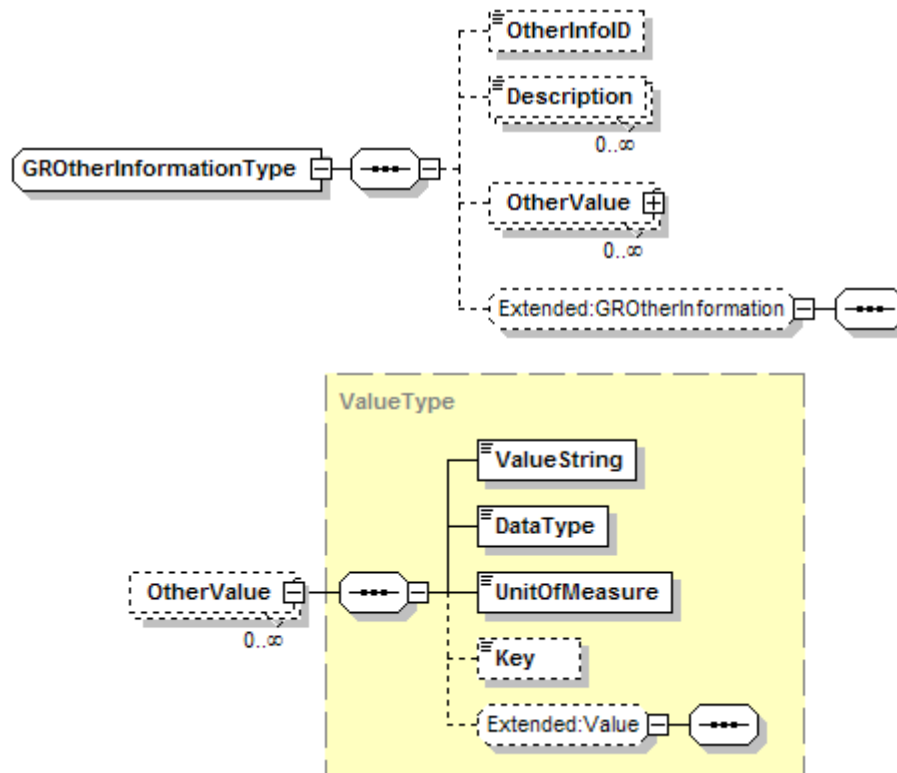 OtherInfoID
Description
0..∞
GROtherInformationType
OtherValue
0..∞
Extended:GROtherInformation
ValueType
ValueString
DataType
OtherValue
0..∞
UnitOfMeasure
Key
Extended:Value